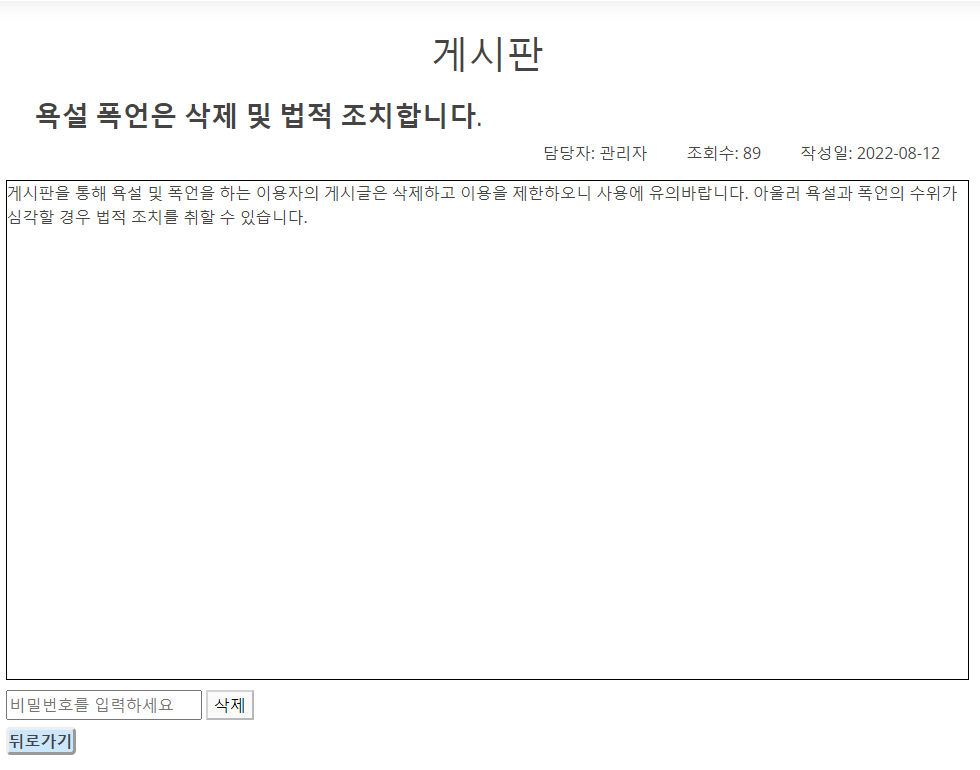 게시판
욕설 폭언은 삭제 및 법적 조치합니다.
담당자: 관리자 조회수: 89 작성일: 2022-08-12
게시판을 통해 욕설 및 폭언을 하는 이용자의 게시글은 삭제하고 이용을 제한하오니 사용에 유의바랍니다. 아울러 욕설과 폭언의 수위가
심각할 경우 법적 조치를 취할 수 있습니다.
비밀번호를 입력하세요 삭제
뒤로가기